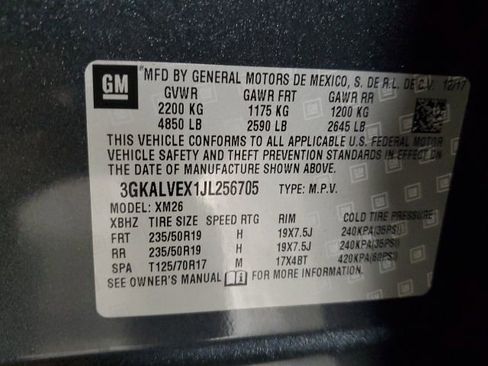 GM
MFD BY GENERAL MOTORS DE MEXICO, S. DE R.L. DE C.V. 12/17
GVWR GAWR FRT GAWR RR
2200 KG 1175 KG 1200 KG
4850 LB 2590 LB 2645 LB
THIS VEHICLE CONFORMS TO ALL APPLICABLE U.S. FEDERAL MOTOR
VEHICLE SAFETY AND THEFT PREVENTION STANDARDS IN EFFECT ON
THE DATE OF MANUFACTURE SHOWN ABOVE.
3GKALVEX1JL256705 TYPE: M.P.V.
MODEL: XM26
XBHZ TIRE SIZE SPEED RTG RIM COLD TIRE PRESSURE
FRT 235/50R19 H 19X7.5J 240KPA(35PSI)
RR 235/50R19 H 19X7.5J 240KPA(35PSI)
SPA T125/70R17 M 17X4BT 420KPA(60PSI)
SEE OWNER'S MANUAL FOR MORE INFORMATION.